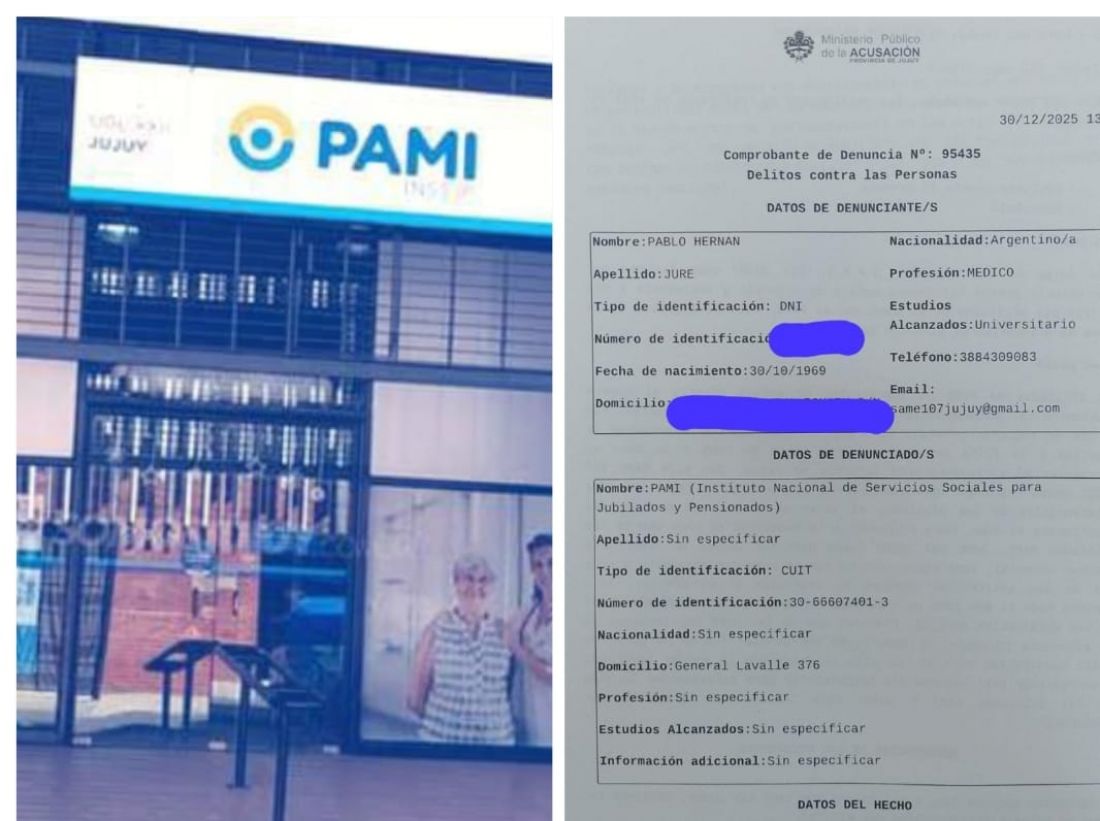 JUJUY
PAMI
INSSJP
Ministerio Público
de la ACUSACIÓN
PROVINCIA DE JUJUY
30/12/2025 13
Comprobante de Denuncia Nº: 95435
Delitos contra las Personas
DATOS DE DENUNCIANTE/S
Nombre:PABLO HERNAN
Apellido:JURE
Tipo de identificación: DNI
Número de identificació
Fecha de nacimiento:30/10/1969
Domicilio:
Nacionalidad:Argentino/a
Profesión:MEDICO
Estudios
Alcanzados:Universitario
Teléfono:3884309083
Email:
same107jujuy@gmail.com
DATOS DE DENUNCIADO/S
Nombre:PAMI (Instituto Nacional de Servicios Sociales para
Jubilados y Pensionados)
Apellido:Sin especificar
Tipo de identificación: CUIT
Número de identificación:30-66607401-3
Nacionalidad:Sin especificar
Domicilio:General Lavalle 376
Profesión:Sin especificar
Estudios Alcanzados:Sin especificar
Información adicional:Sin especificar
DATOS DEL HECHO